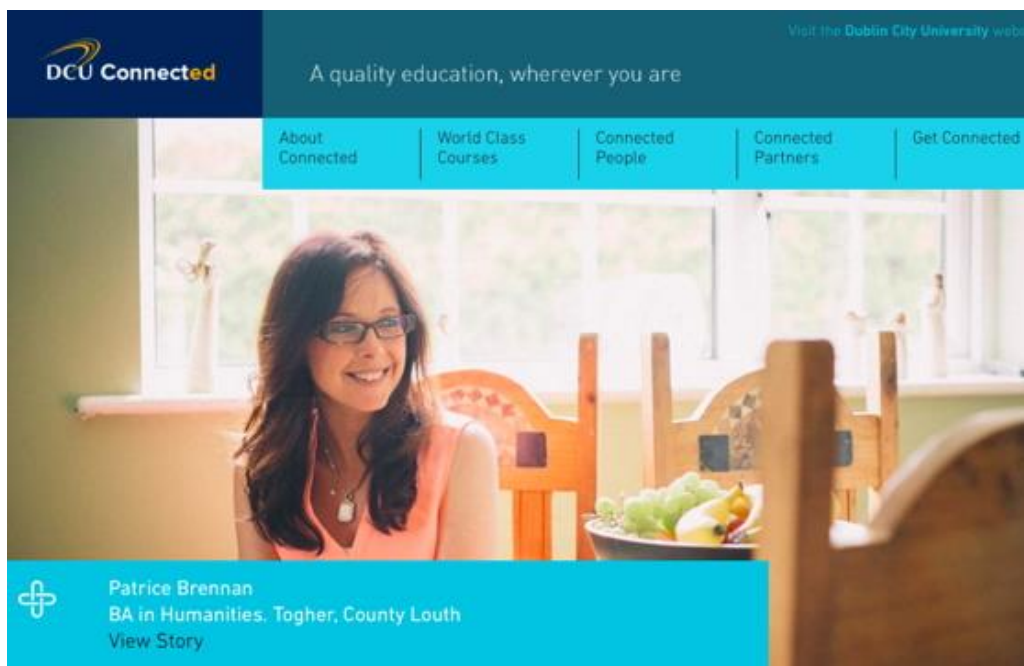 Visit the Dublin City University webs
DCU Connected
A quality education, wherever you are
About
Connected
World Class
Courses
Connected
People
Connected
Partners
Get Connected
Patrice Brennan
BA in Humanities. Togher, County Louth
View Story